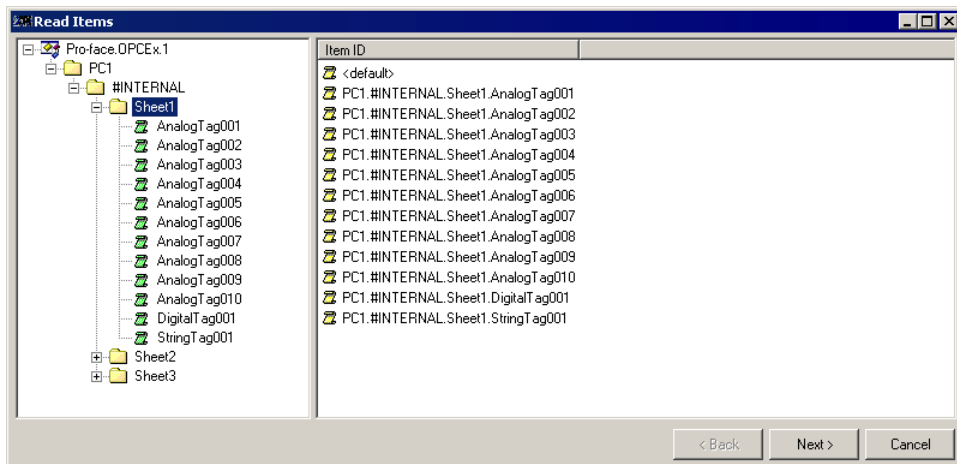 Read Items
Pro-face.OPCEx.1
PC1
#INTERNAL
Sheet1
AnalogTag001
AnalogTag002
AnalogTag003
AnalogTag004
AnalogTag005
AnalogTag006
AnalogTag007
AnalogTag008
AnalogTag009
AnalogTag010
DigitalTag001
StringTag001
Sheet2
Sheet3
Item ID
<default>
PC1.#INTERNAL.Sheet1.AnalogTag001
PC1.#INTERNAL.Sheet1.AnalogTag002
PC1.#INTERNAL.Sheet1.AnalogTag003
PC1.#INTERNAL.Sheet1.AnalogTag004
PC1.#INTERNAL.Sheet1.AnalogTag005
PC1.#INTERNAL.Sheet1.AnalogTag006
PC1.#INTERNAL.Sheet1.AnalogTag007
PC1.#INTERNAL.Sheet1.AnalogTag008
PC1.#INTERNAL.Sheet1.AnalogTag009
PC1.#INTERNAL.Sheet1.AnalogTag010
PC1.#INTERNAL.Sheet1.DigitalTag001
PC1.#INTERNAL.Sheet1.StringTag001
< Back
Next >
Cancel